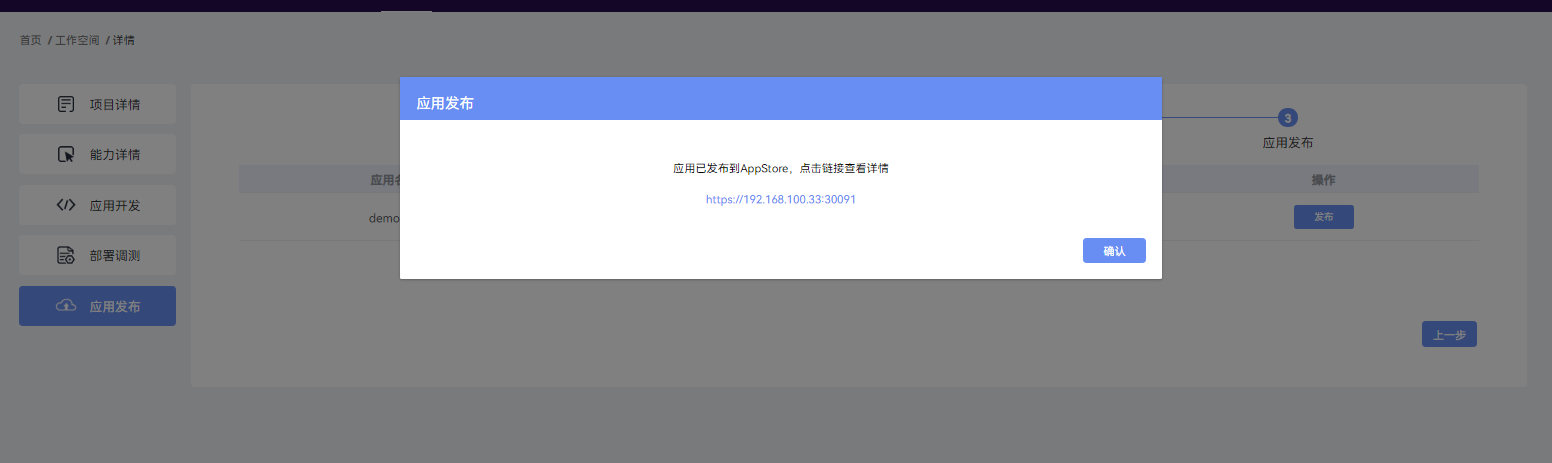 首页 / 工作空间 / 详情
项目详情
能力详情
应用开发
部署调测
应用发布
应用发布
应用已发布到AppStore，点击链接查看详情
https://192.168.100.33:30091
确认
3
应用发布
应用名
操作
demo
发布
上一步